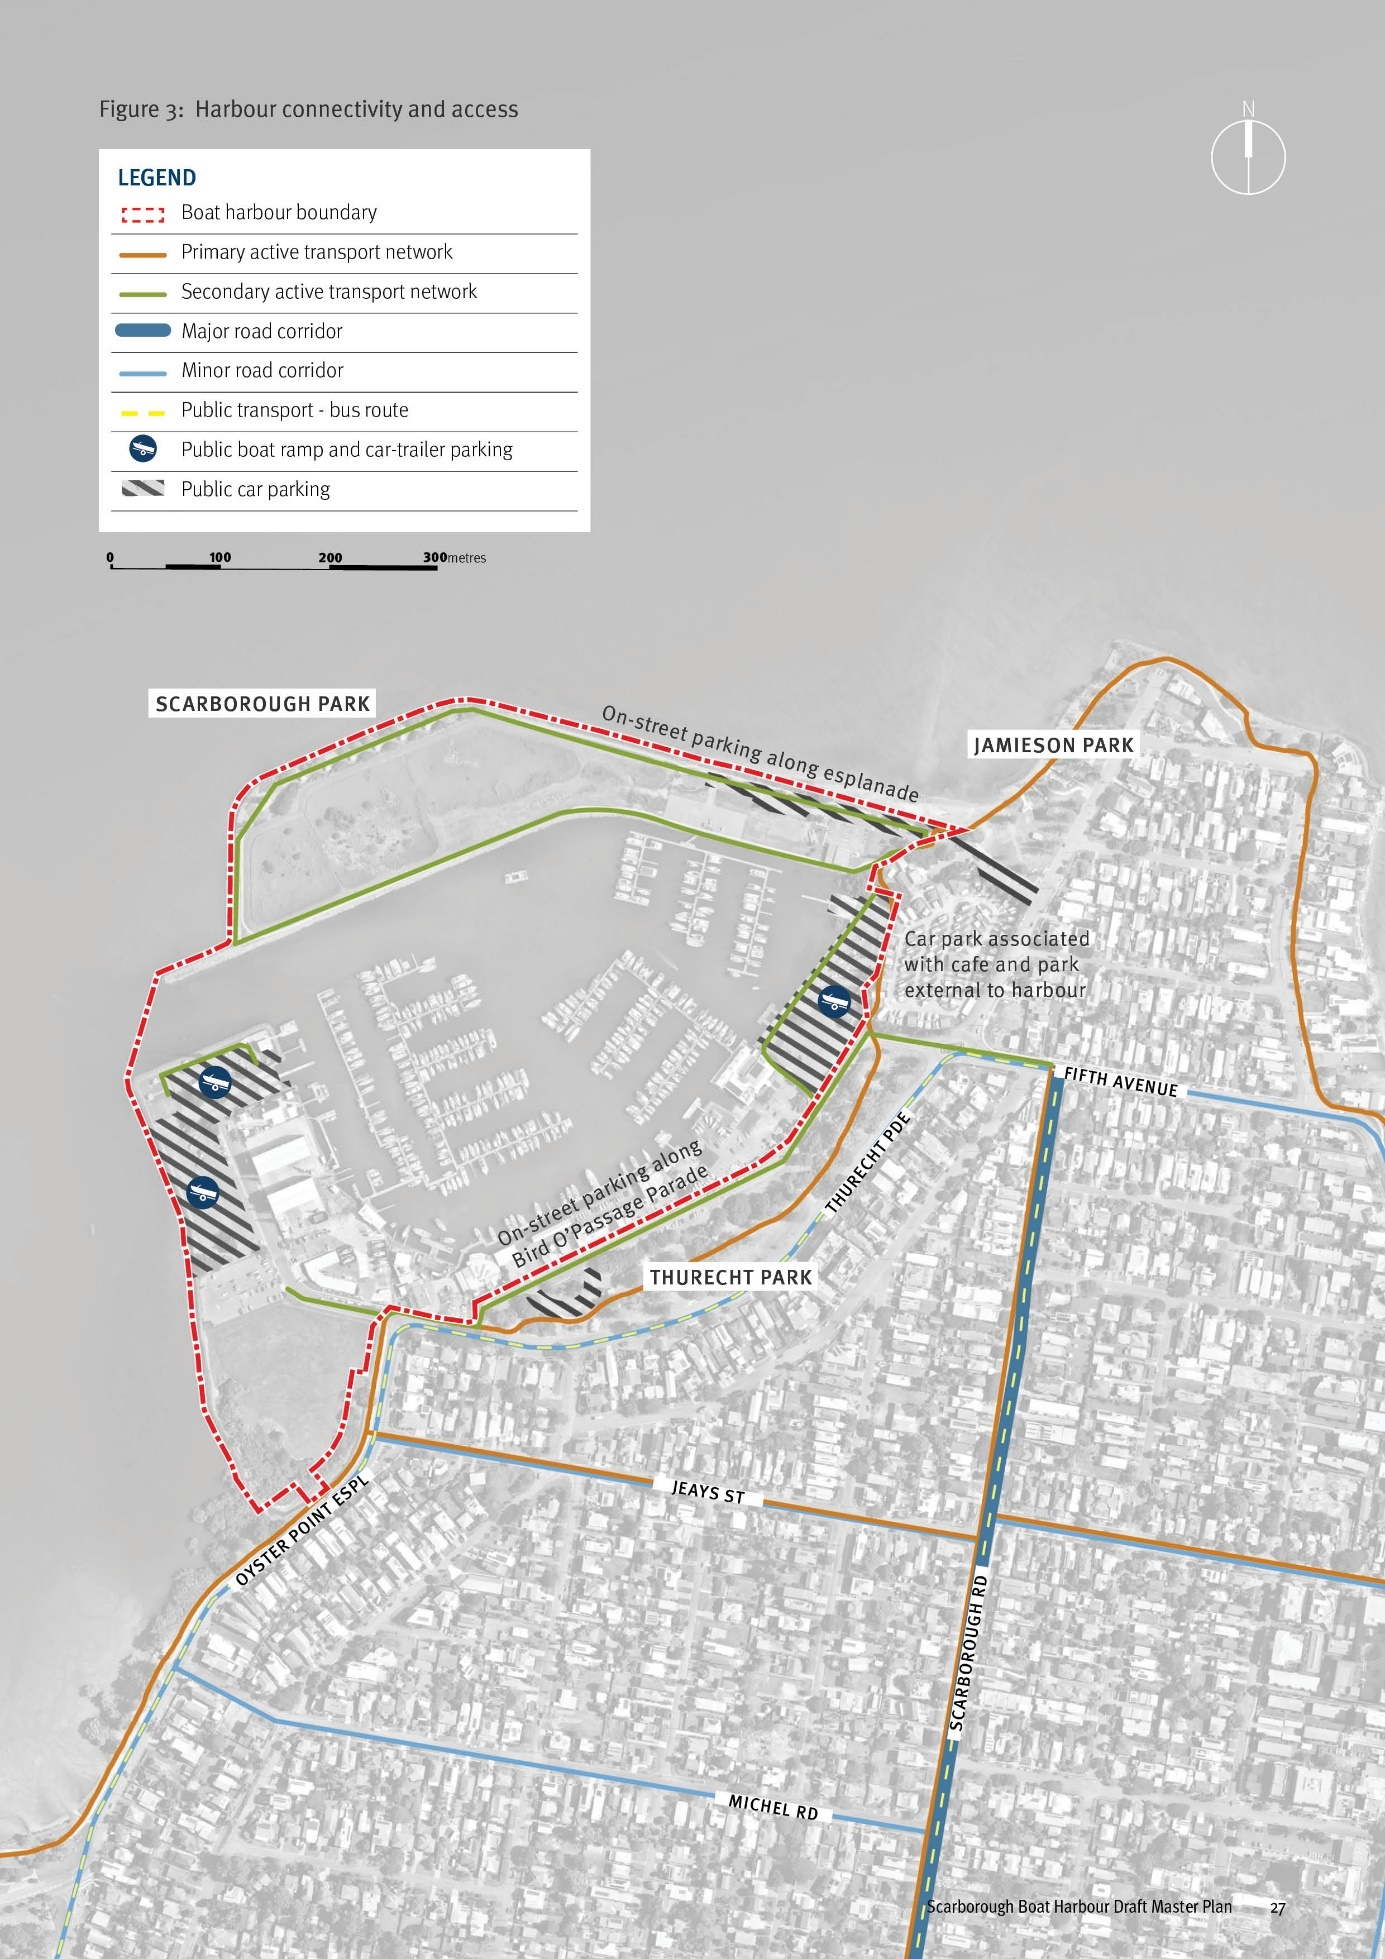 Figure 3: Harbour connectivity and access
N
LEGEND
Boat harbour boundary
Primary active transport network
Secondary active transport network
Major road corridor
Minor road corridor
Public transport - bus route
Public boat ramp and car-trailer parking
Public car parking
0 100 200 300metres
SCARBOROUGH PARK
On-street parking along esplanade
JAMIESON PARK
Car park associated
with cafe and park
external to harbour
FIFTH AVENUE
THURECHT PDE
On-street parking along
Bird O'Passage Parade
THURECHT PARK
JEAYS ST
OYSTER POINT ESPL
SCARBOROUGH RD
MICHEL RD
Scarborough Boat Harbour Draft Master Plan 27